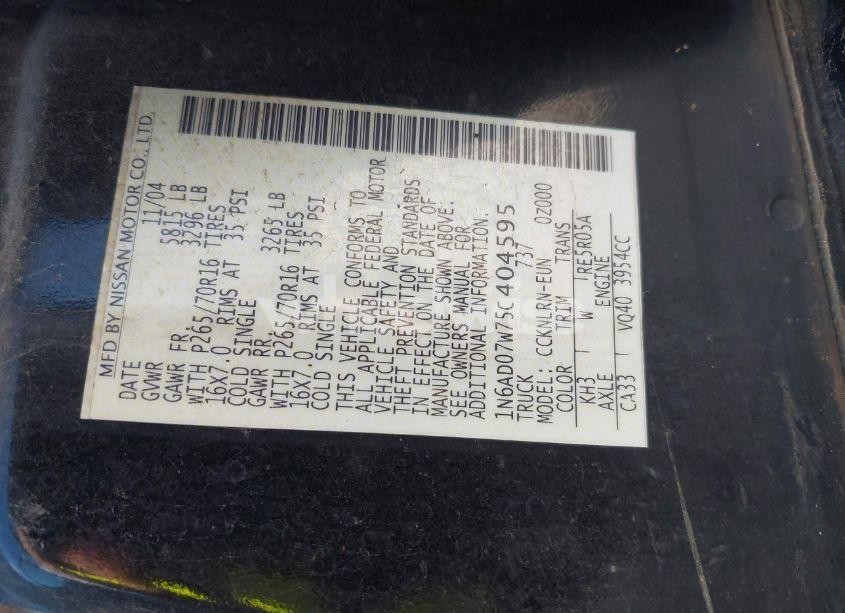 MFD BY NISSAN MOTOR CO., LTD.
DATE 11/04
GVWR 5815 LB
GAWR FR. 3296 LB
WITH P265/70R16 TIRES
16X7.0 RIMS AT 35 PSI
COLD SINGLE
GAWR RR. 3265 LB
WITH P265/70R16 TIRES
16X7.0 RIMS AT 35 PSI
COLD SINGLE
THIS VEHICLE CONFORMS TO
ALL APPLICABLE FEDERAL MOTOR
VEHICLE SAFETY AND
THEFT PREVENTION STANDARDS
IN EFFECT ON THE DATE OF
MANUFACTURE SHOWN ABOVE.
SEE OWNERS MANUAL FOR
ADDITIONAL INFORMATION.
1N6AD07W75C404595
TRUCK 737
MODEL: CCKNLRN-EUN 0Z000
COLOR TRIM TRANS
KH3 W RE5R05A
AXLE ENGINE
CA33 VQ40 3954CC